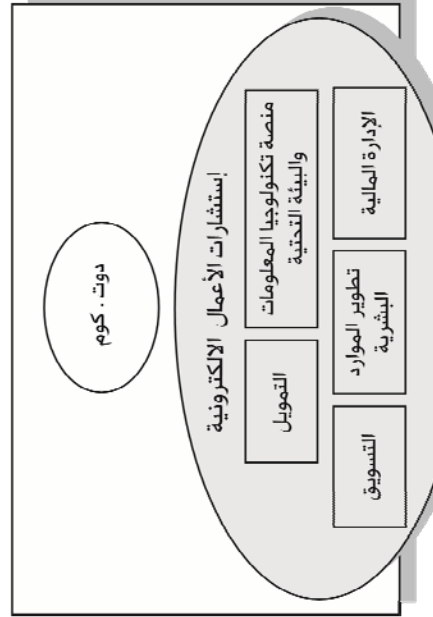 دوت . كوم
إستشارات الأعمال الالكترونية
منصة تكنولوجيا المعلومات
والبيئة التحتية
التمويل
الإدارة المالية
تطوير الموارد
البشرية
التسويق